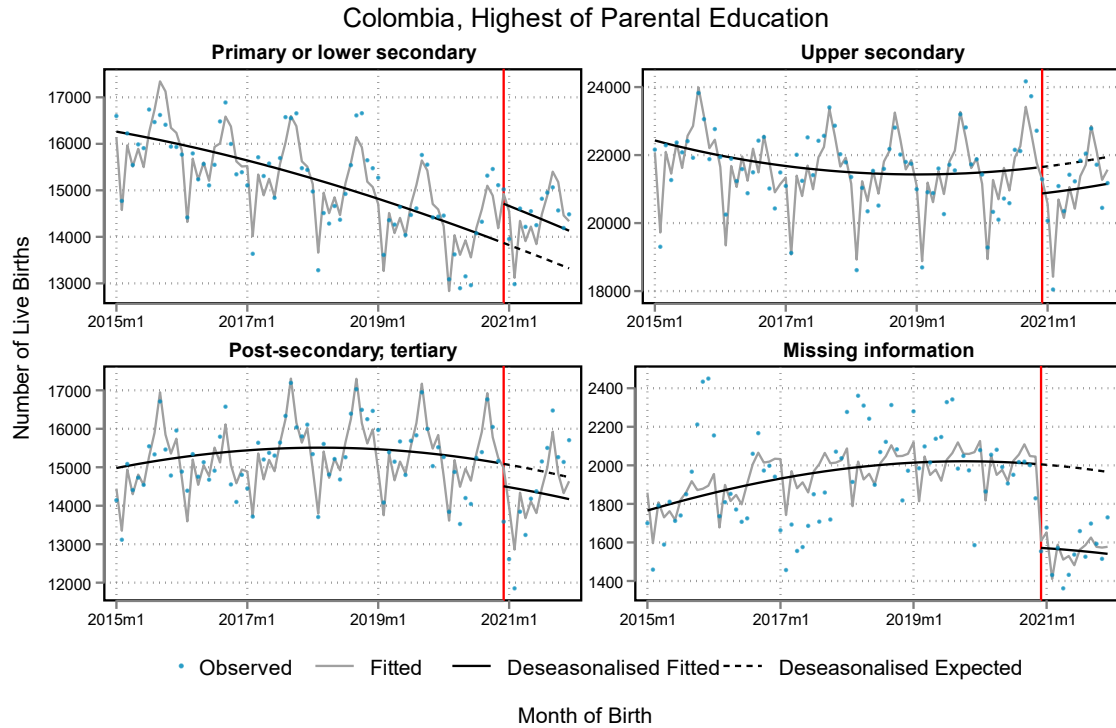 Colombia, Highest of Parental Education
Primary or lower secondary
Upper secondary
17000
16000
15000
14000
13000
24000
22000
20000
18000
2015m1 2017m1 2019m1 2021m1
2015m1 2017m1 2019m1 2021m1
Number of Live Births
Post-secondary; tertiary
Missing information
17000
16000
15000
14000
13000
12000
2400
2200
2000
1800
1600
1400
2015m1 2017m1 2019m1 2021m1
2015m1 2017m1 2019m1 2021m1
Observed Fitted Deseasonalised Fitted Deseasonalised Expected
Month of Birth